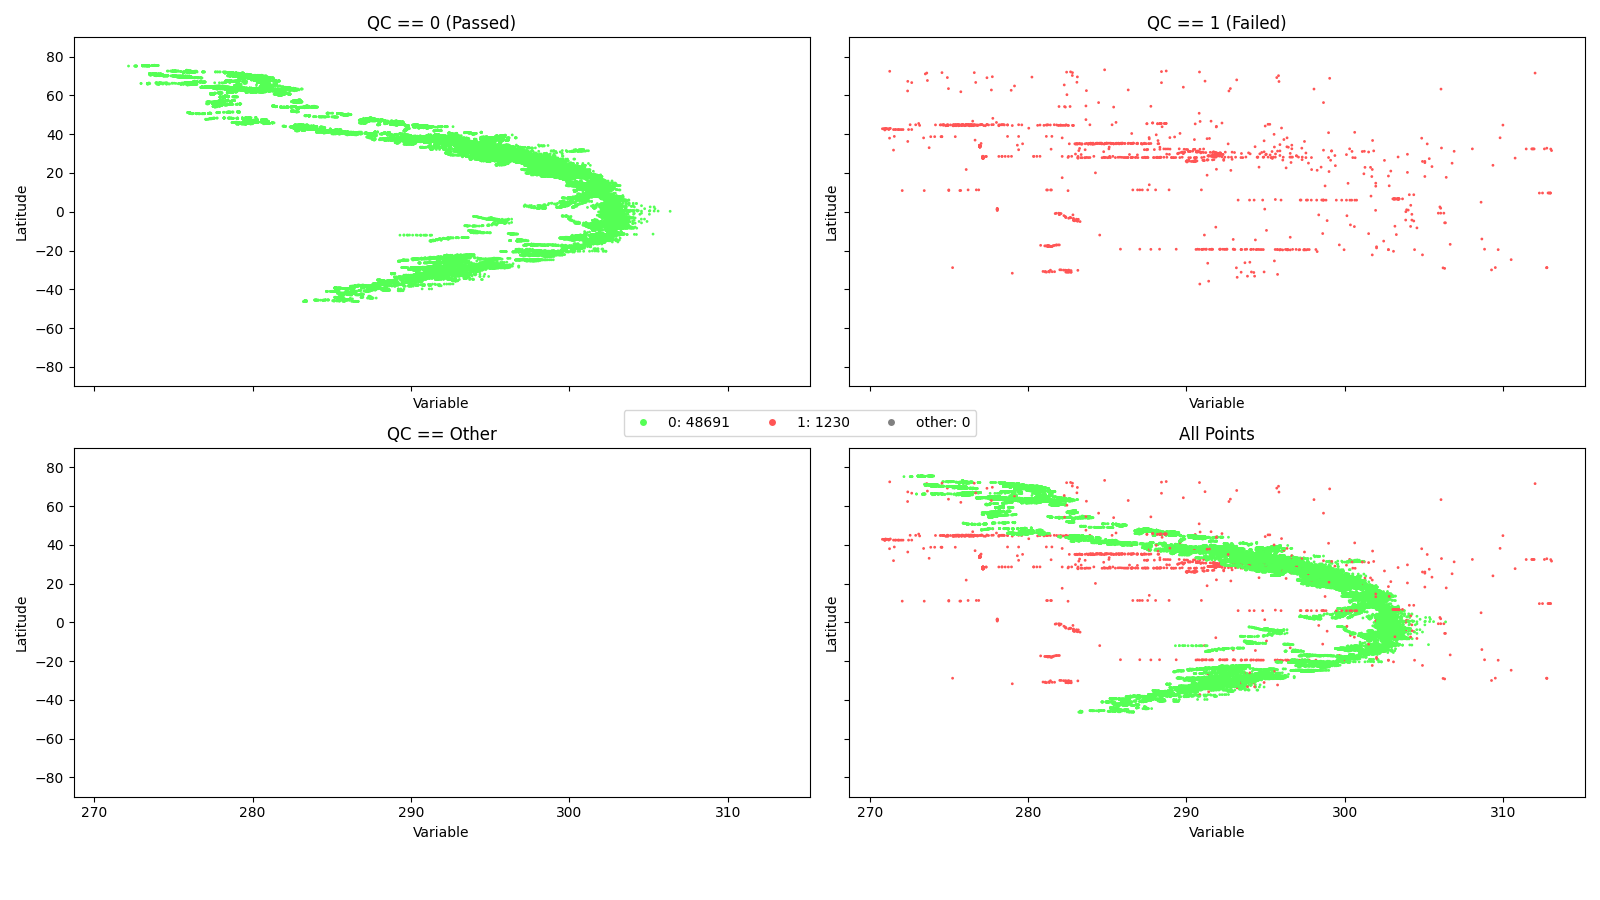 QC == 0 (Passed)
QC == 1 (Failed)
80
60
40
20
0
−20
−40
−60
−80
Latitude
Latitude
Variable
Variable
0: 48691 1: 1230 other: 0
QC == Other
All Points
80
60
40
20
0
−20
−40
−60
−80
Latitude
Latitude
270 280 290 300 310
270 280 290 300 310
Variable
Variable